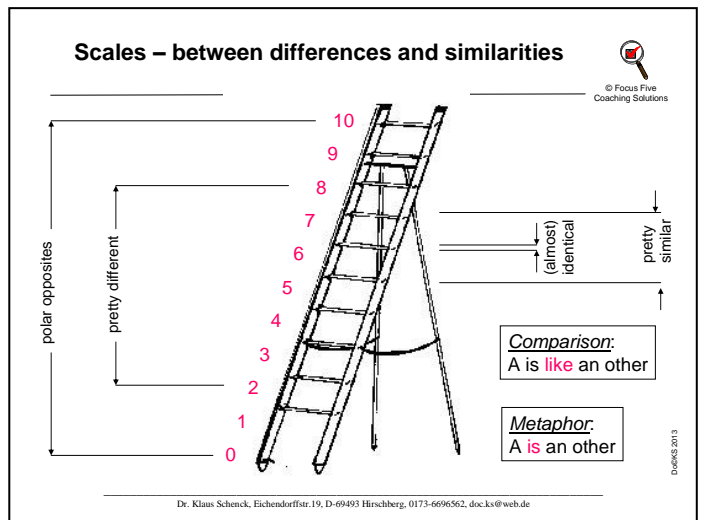 Scales – between differences and similarities
© Focus Five
Coaching Solutions
10
9
8
7
6
5
4
3
2
1
0
polar opposites
pretty different
(almost)
identical
pretty
similar
Comparison:
A is like an other
Metaphor:
A is an other
Do©KS 2013
Dr. Klaus Schenck, Eichendorffstr.19, D-69493 Hirschberg, 0173-6696562, doc.ks@web.de